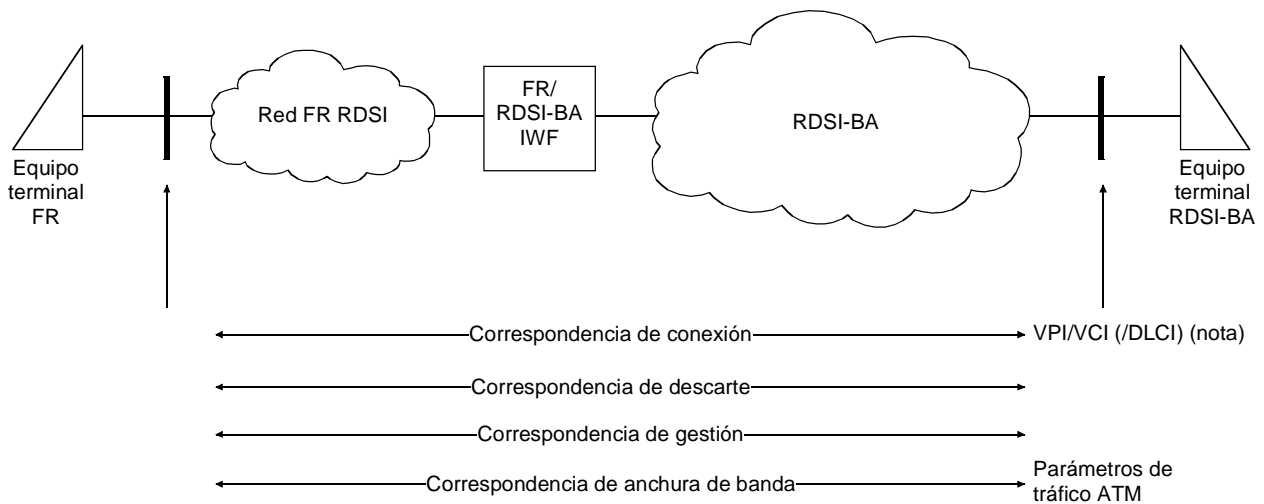 Equipo
terminal
FR
Red FR RDSI
FR/
RDSI-BA
IWF
RDSI-BA
Equipo
terminal
RDSI-BA
Correspondencia de conexión
VPI/VCI (/DLCI) (nota)
Correspondencia de descarte
Correspondencia de gestión
Correspondencia de anchura de banda
Parámetros de
tráfico ATM